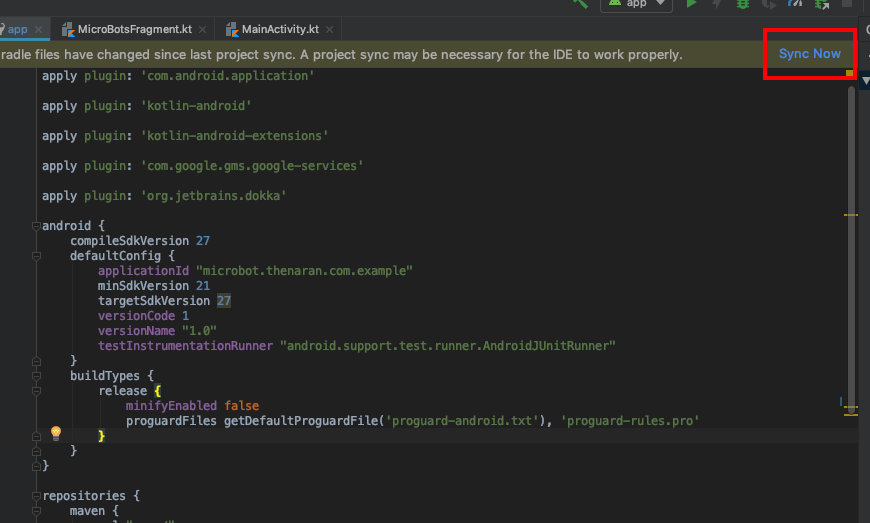 app
app MicroBotsFragment.kt MainActivity.kt
radle files have changed since last project sync. A project sync may be necessary for the IDE to work properly. Sync Now
apply plugin: 'com.android.application'
apply plugin: 'kotlin-android'
apply plugin: 'kotlin-android-extensions'
apply plugin: 'com.google.gms.google-services'
apply plugin: 'org.jetbrains.dokka'
android {
compileSdkVersion 27
defaultConfig {
applicationId "microbot.thenaran.com.example"
minSdkVersion 21
targetSdkVersion 27
versionCode 1
versionName "1.0"
testInstrumentationRunner "android.support.test.runner.AndroidJUnitRunner"
}
buildTypes {
release {
minifyEnabled false
proguardFiles getDefaultProguardFile('proguard-android.txt'), 'proguard-rules.pro'
}
}
}
repositories {
maven {